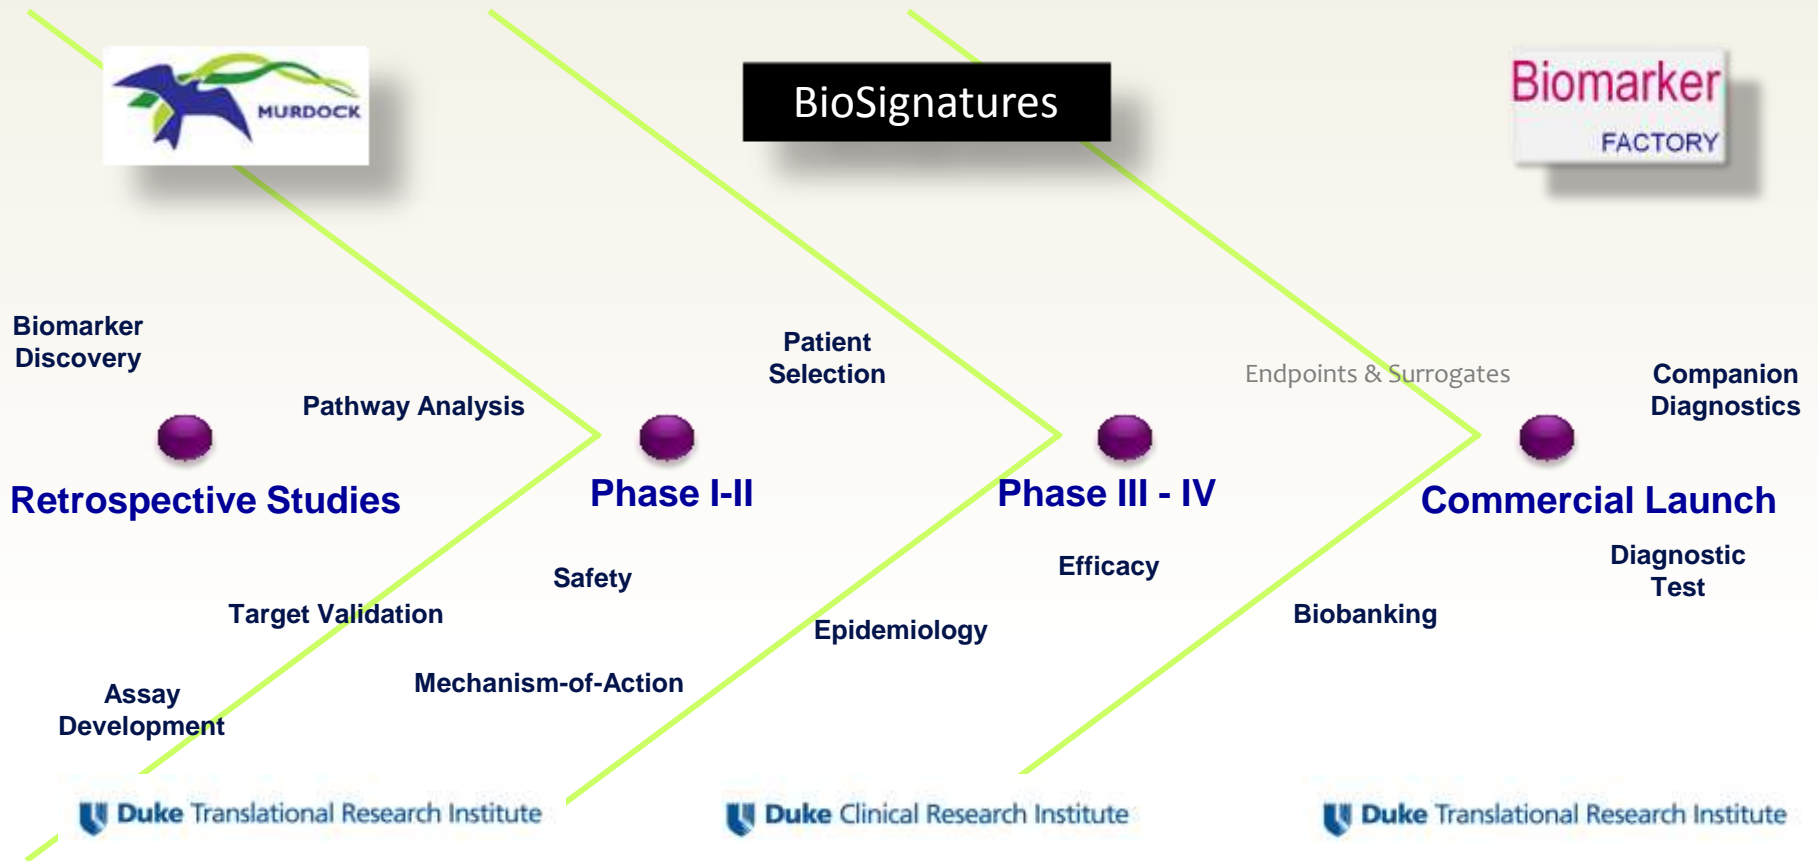 MURDOCK
BioSignatures
Biomarker
FACTORY
Biomarker
Discovery
Pathway Analysis
Patient
Selection
Endpoints & Surrogates
Companion
Diagnostics
Retrospective Studies
Phase I-II
Phase III - IV
Commercial Launch
Safety
Efficacy
Diagnostic
Test
Target Validation
Epidemiology
Biobanking
Assay
Development
Mechanism-of-Action
Duke Translational Research Institute
Duke Clinical Research Institute
Duke Translational Research Institute